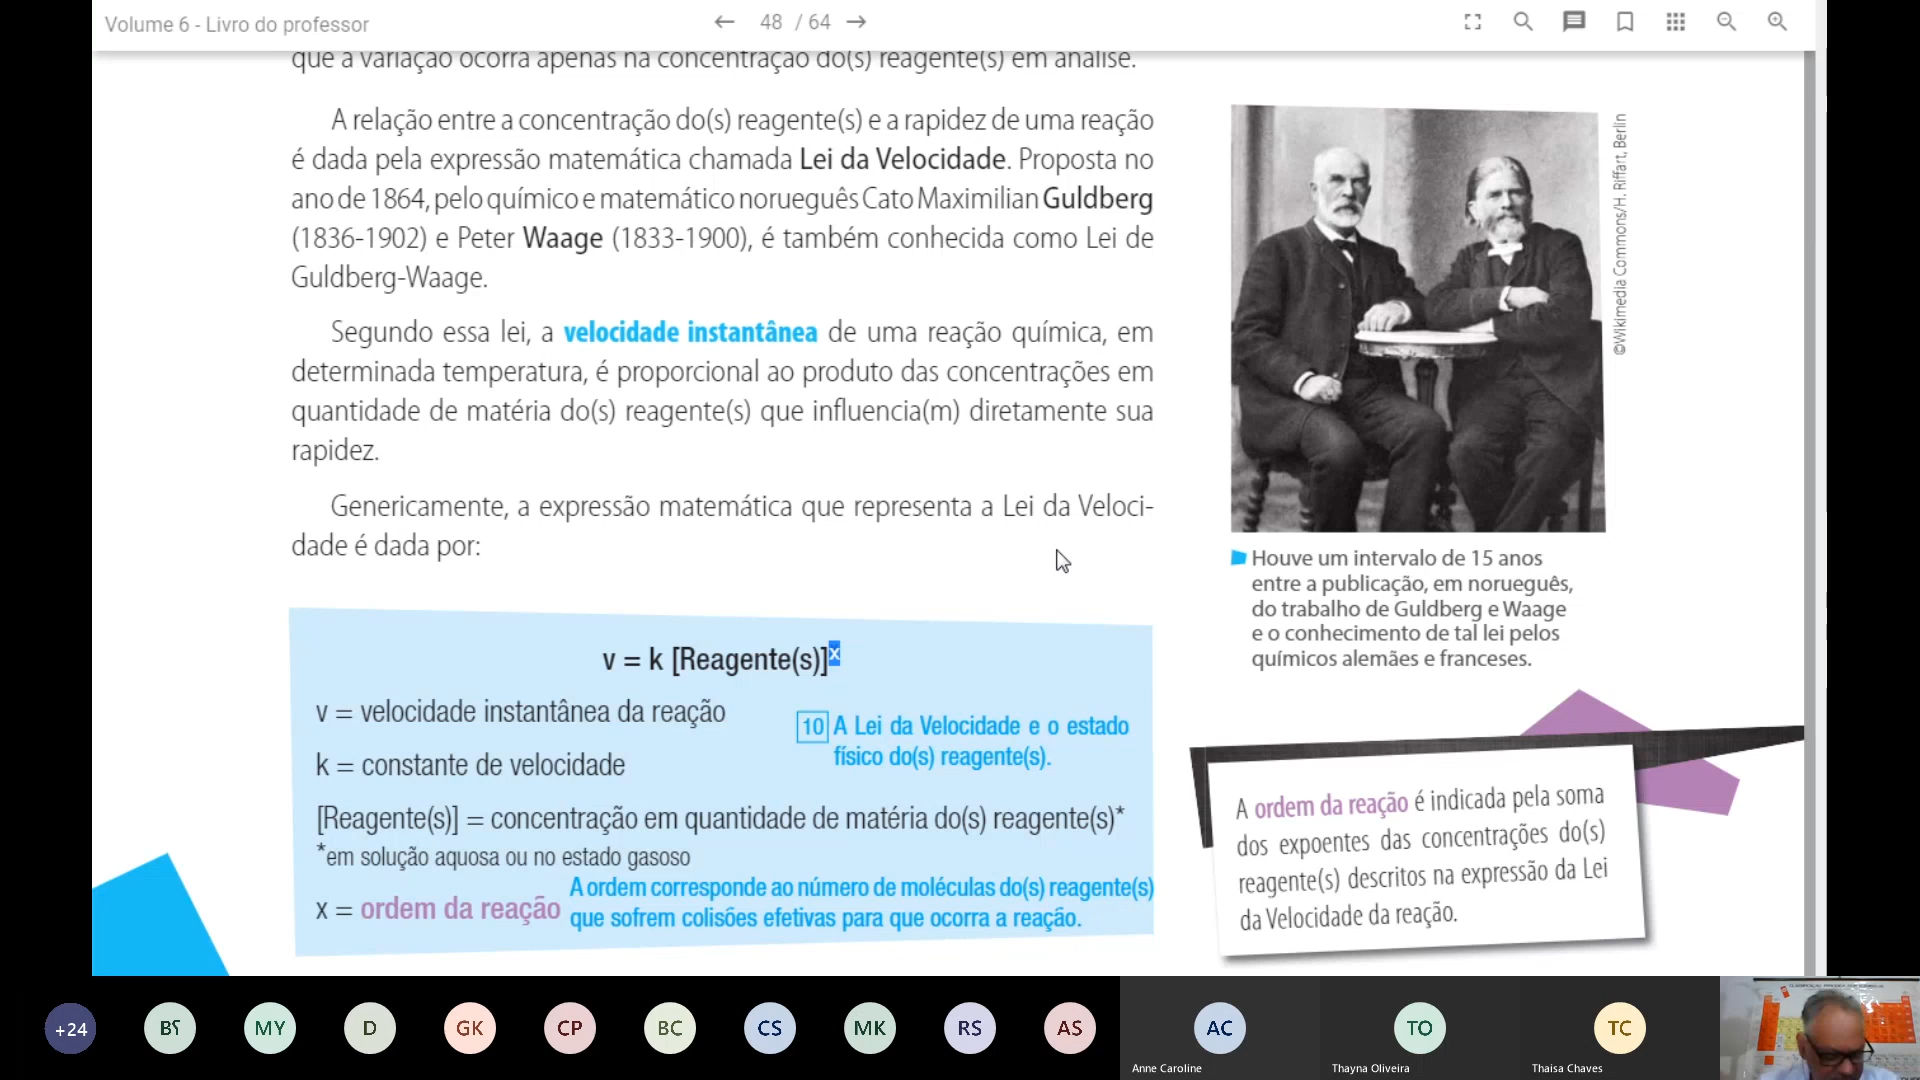 Volume 6 - Livro do professor
48 / 64
que a variação ocorra apenas na concentração do(s) reagente(s) em análise.
A relação entre a concentração do(s) reagente(s) e a rapidez de uma reação
é dada pela expressão matemática chamada Lei da Velocidade. Proposta no
ano de 1864, pelo químico e matemático norueguês Cato Maximilian Guldberg
(1836-1902) e Peter Waage (1833-1900), é também conhecida como Lei de
Guldberg-Waage.
Segundo essa lei, a velocidade instantânea de uma reação química, em
determinada temperatura, é proporcional ao produto das concentrações em
quantidade de matéria do(s) reagente(s) que influencia(m) diretamente sua
rapidez.
Genericamente, a expressão matemática que representa a Lei da Veloci-
dade é dada por:
v = k [Reagente(s)]x
v = velocidade instantânea da reação
10 A Lei da Velocidade e o estado
físico do(s) reagente(s).
k = constante de velocidade
[Reagente(s)] = concentração em quantidade de matéria do(s) reagente(s)*
*em solução aquosa ou no estado gasoso
x = ordem da reação
A ordem corresponde ao número de moléculas do(s) reagente(s)
que sofrem colisões efetivas para que ocorra a reação.
©Wikimedia Commons/H. Riffart, Berlin
Houve um intervalo de 15 anos
entre a publicação, em norueguês,
do trabalho de Guldberg e Waage
e o conhecimento de tal lei pelos
químicos alemães e franceses.
A ordem da reação é indicada pela soma
dos expoentes das concentrações do(s)
reagente(s) descritos na expressão da Lei
da Velocidade da reação.
+24
MY
D
GK
CP
BC
CS
MK
RS
AS
AC
TO
TC
Anne Caroline
Thayna Oliveira
Thaisa Chaves